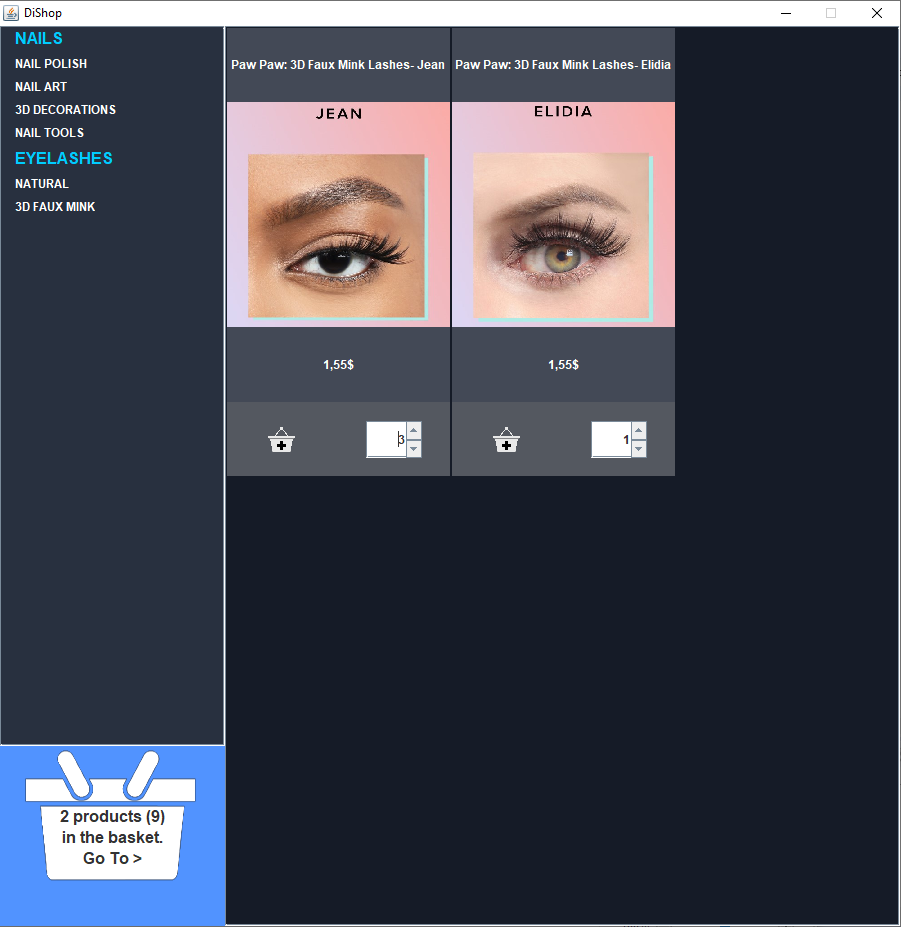 DiShop
NAILS
NAIL POLISH
NAIL ART
3D DECORATIONS
NAIL TOOLS
EYELASHES
NATURAL
3D FAUX MINK
Paw Paw: 3D Faux Mink Lashes- Jean
JEAN
1,55$
3
Paw Paw: 3D Faux Mink Lashes- Elidia
ELIDIA
1,55$
1
2 products (9)
in the basket.
Go To >